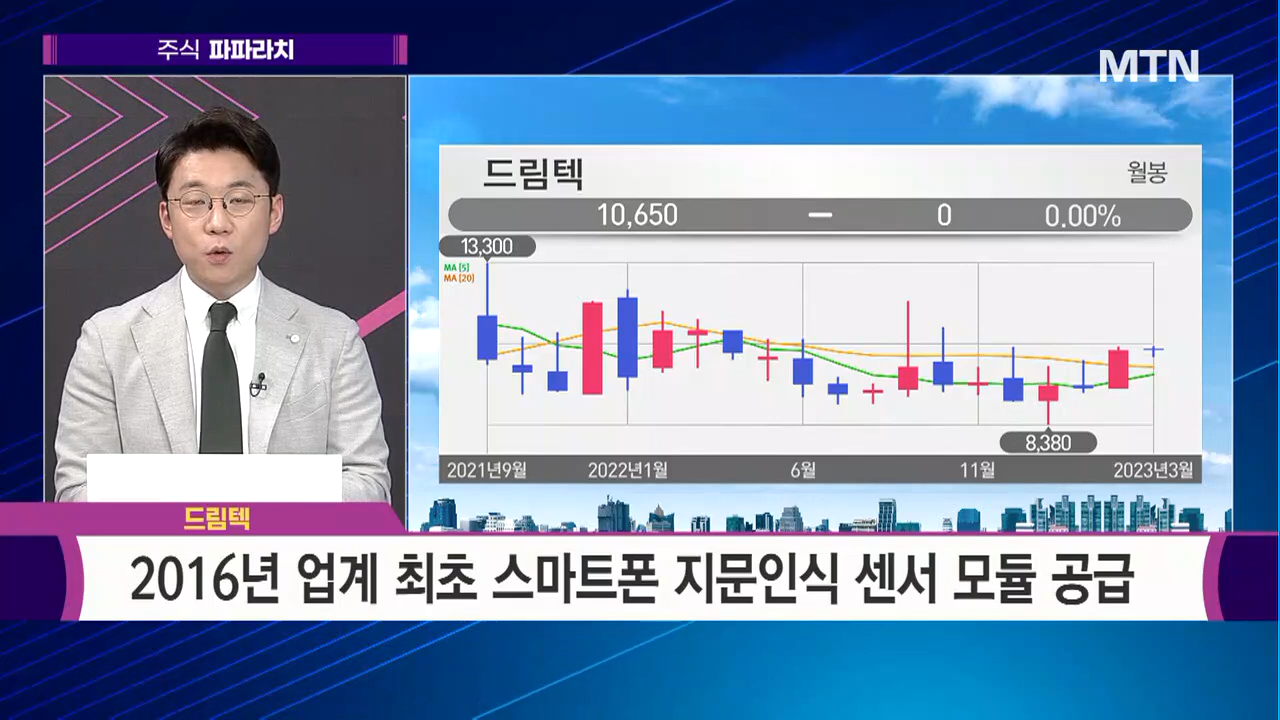 주식 파파라치
MTN
드림텍
월봉
10,650 – 0 0.00%
13,300
MA [5]
MA [20]
8,380
2021년9월 2022년1월 6월 11월 2023년3월
드림텍
2016년 업계 최초 스마트폰 지문인식 센서 모듈 공급